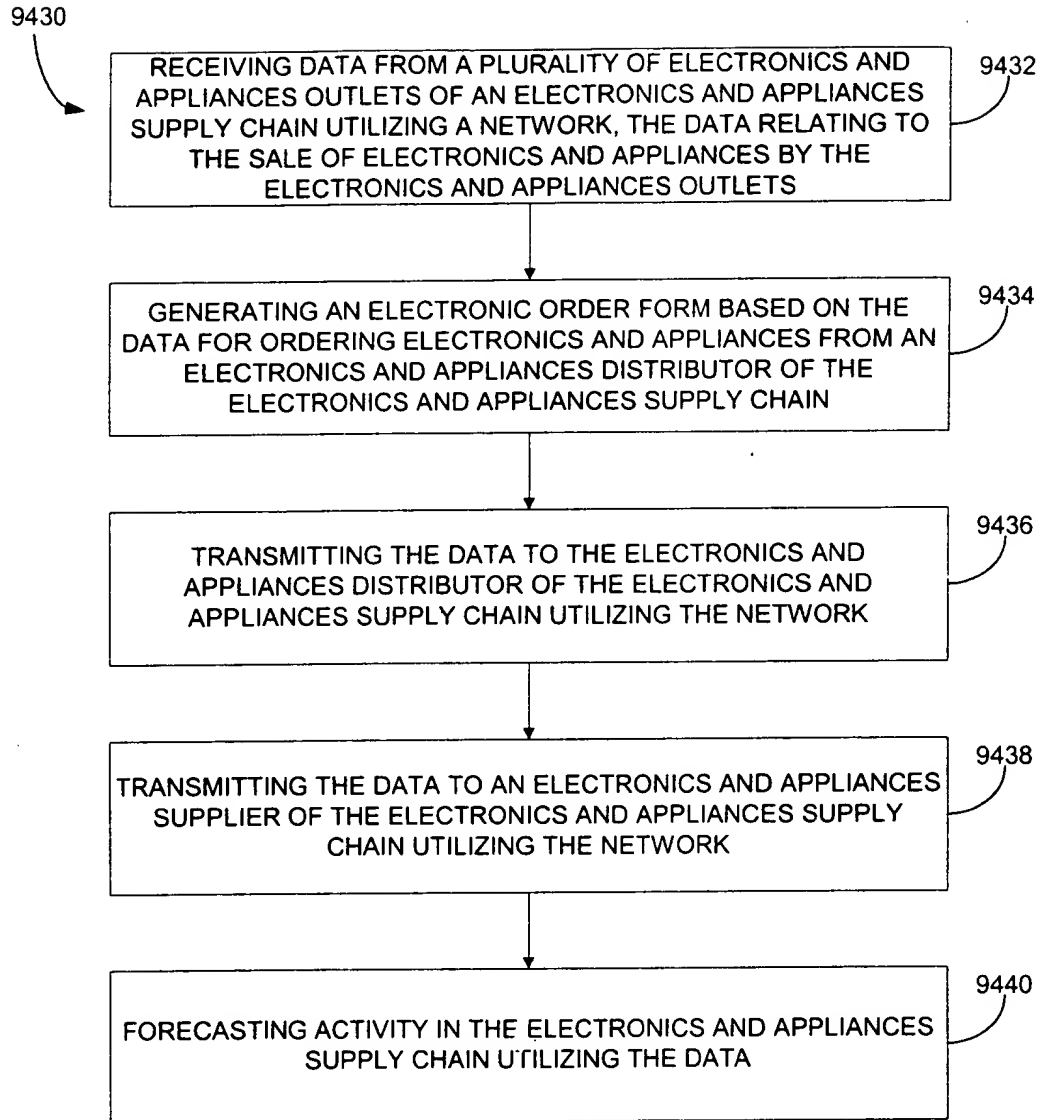 9430
RECEIVING DATA FROM A PLURALITY OF ELECTRONICS AND
APPLIANCES OUTLETS OF AN ELECTRONICS AND APPLIANCES
SUPPLY CHAIN UTILIZING A NETWORK, THE DATA RELATING TO
THE SALE OF ELECTRONICS AND APPLIANCES BY THE
ELECTRONICS AND APPLIANCES OUTLETS
9432
GENERATING AN ELECTRONIC ORDER FORM BASED ON THE
DATA FOR ORDERING ELECTRONICS AND APPLIANCES FROM AN
ELECTRONICS AND APPLIANCES DISTRIBUTOR OF THE
ELECTRONICS AND APPLIANCES SUPPLY CHAIN
9434
TRANSMITTING THE DATA TO THE ELECTRONICS AND
APPLIANCES DISTRIBUTOR OF THE ELECTRONICS AND
APPLIANCES SUPPLY CHAIN UTILIZING THE NETWORK
9436
TRANSMITTING THE DATA TO AN ELECTRONICS AND APPLIANCES
SUPPLIER OF THE ELECTRONICS AND APPLIANCES SUPPLY
CHAIN UTILIZING THE NETWORK
9438
FORECASTING ACTIVITY IN THE ELECTRONICS AND APPLIANCES
SUPPLY CHAIN UTILIZING THE DATA
9440